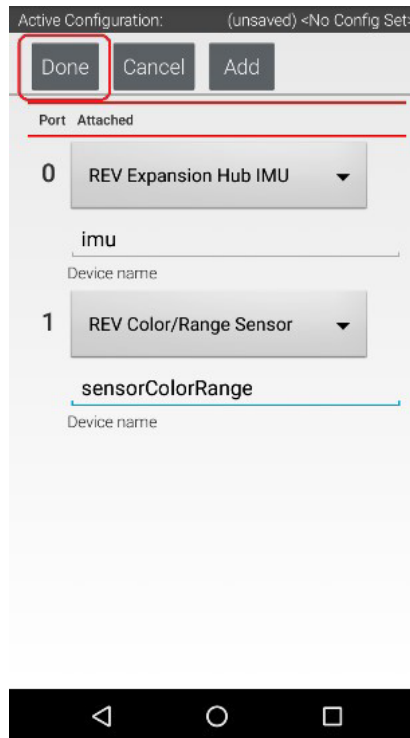 Active Configuration: (unsaved) <No Config Set>
Done Cancel Add
Port Attached
0 REV Expansion Hub IMU
imu
Device name
1 REV Color/Range Sensor
sensorColorRange
Device name